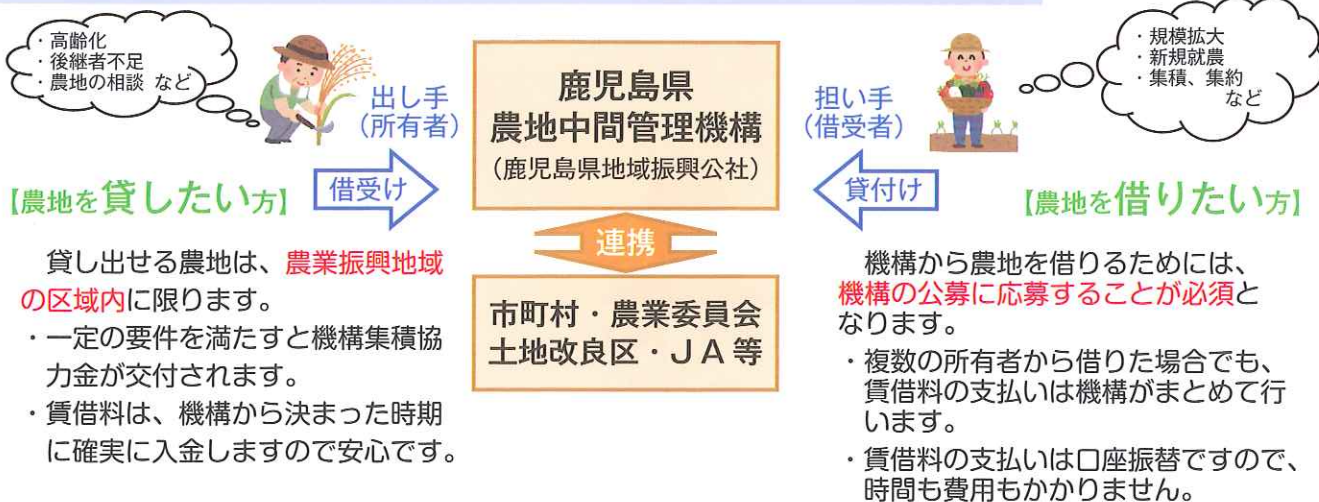 ・高齢化
・後継者不足
・農地の相談 など
出し手
（所有者）
借受け
【農地を貸したい方】
貸し出せる農地は、農業振興地域
の区域内に限ります。
・一定の要件を満たすと機構集積協
力金が交付されます。
・賃借料は、機構から決まった時期
に確実に入金しますので安心です。
鹿児島県
農地中間管理機構
（鹿児島県地域振興公社）
連携
市町村・農業委員会
土地改良区・ＪＡ等
・規模拡大
・新規就農
・集積、集約
など
担い手
（借受者）
貸付け
【農地を借りたい方】
機構から農地を借りるためには、
機構の公募に応募することが必須と
なります。
・複数の所有者から借りた場合でも、
賃借料の支払いは機構がまとめて行
います。
・賃借料の支払いは口座振替ですので、
時間も費用もかかりません。